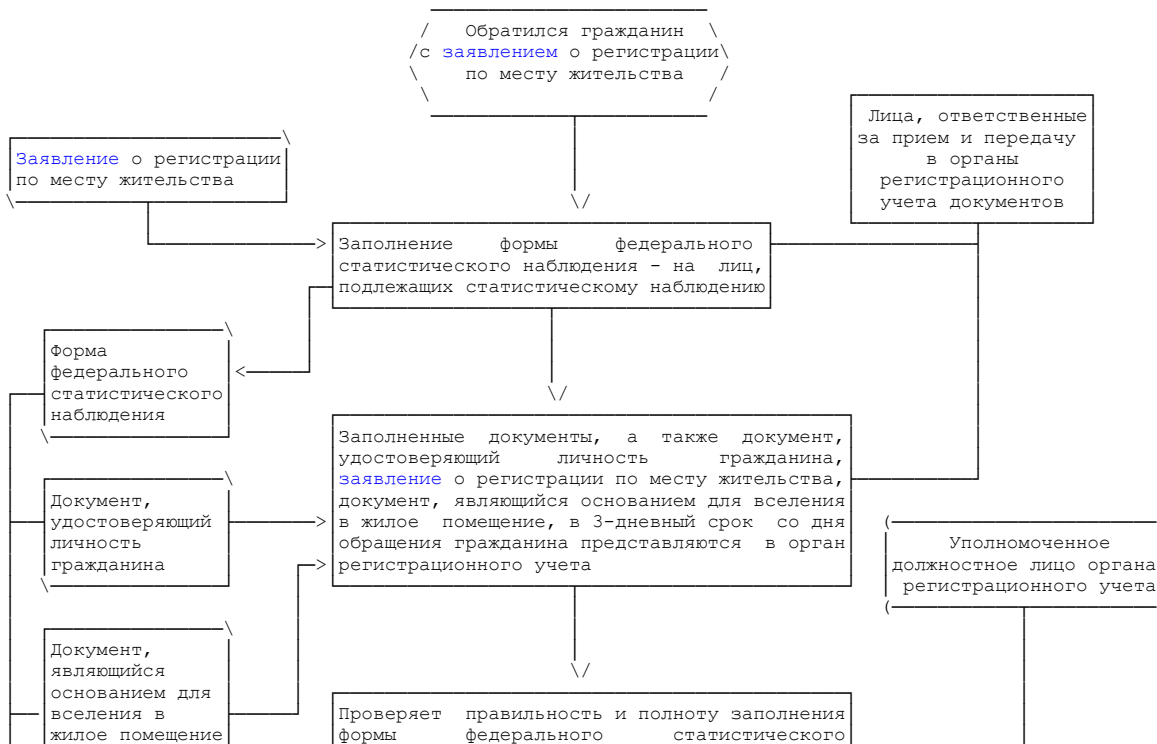 Обратился гражданин
с заявлением о регистрации
по месту жительства
Лица, ответственные
за прием и передачу
в органы
регистрационного
учета документов
Заявление о регистрации
по месту жительства
Заполнение формы федерального
статистического наблюдения - на лиц,
подлежащих статистическому наблюдению
Форма
федерального
статистического
наблюдения
Заполненные документы, а также документ,
удостоверяющий личность гражданина,
заявление о регистрации по месту жительства,
документ, являющийся основанием для вселения
в жилое помещение, в 3-дневный срок со дня
обращения гражданина представляются в орган
регистрационного учета
Документ,
удостоверяющий
личность
гражданина
Уполномоченное
должностное лицо органа
регистрационного учета
Документ,
являющийся
основанием для
вселения в
жилое помещение
Проверяет правильность и полноту заполнения
формы федерального статистического